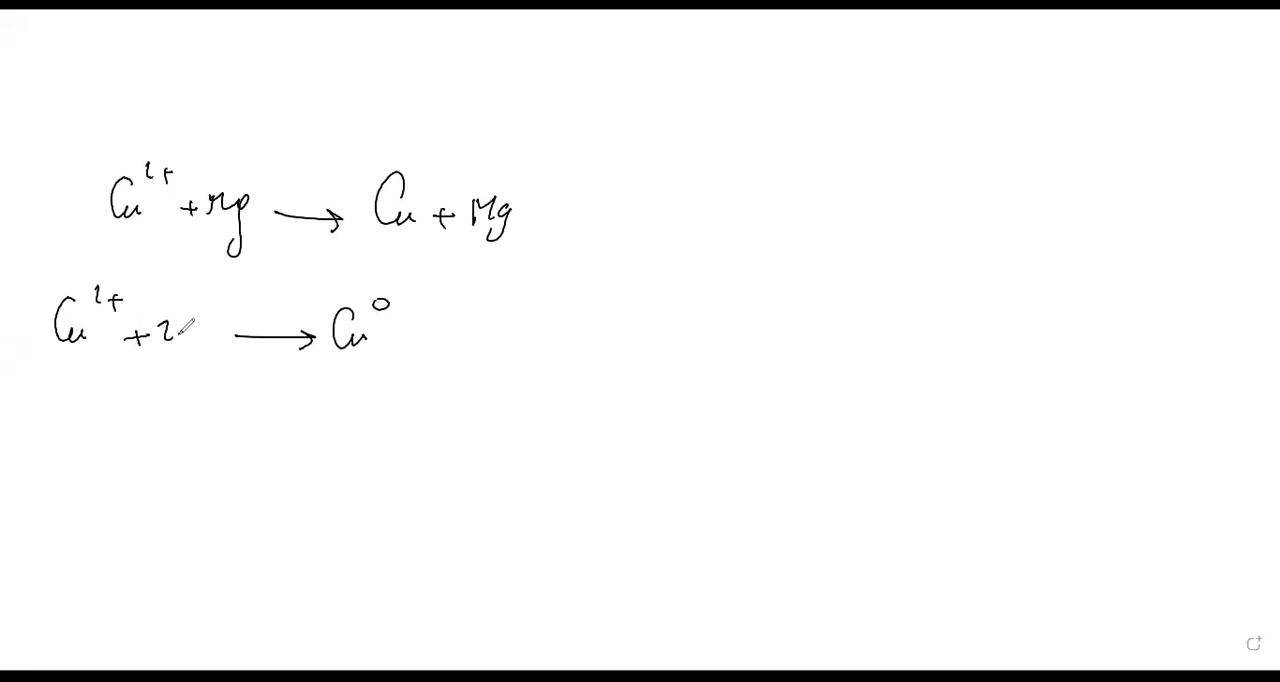 Cu²⁺ + Mg → Cu + Mg
Cu²⁺ + 2 → Cu⁰